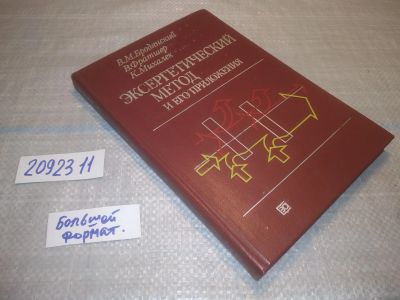 В.М.Бродянский
В.Фратшер
К.Михалек
ЭКСЕРГЕТИЧЕСКИЙ
МЕТОД
И ЕГО ПРИЛОЖЕНИЯ
2092311
Большой
формат.